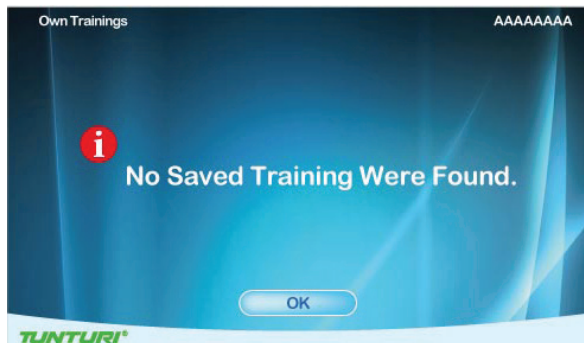 Own Trainings
AAAAAAAA
i
No Saved Training Were Found.
OK
TUNTURI®